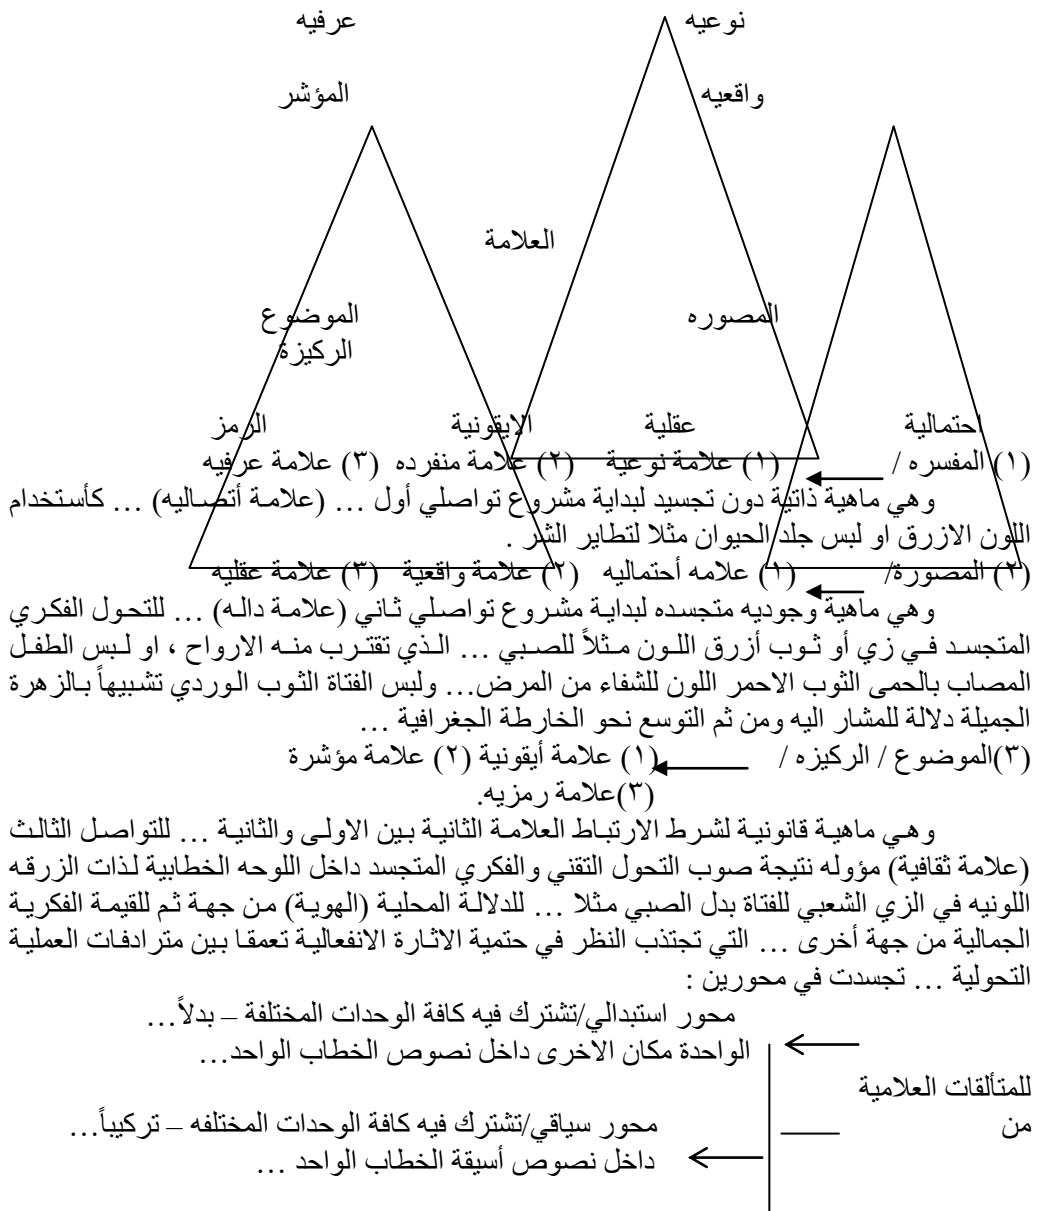 نوعيه عرفيه
واقعيه المؤشر
العلامة
المصوره الموضوع
الركيزة
احتمالية عقلية الايقونية الرمز
(١) المفسره / (١) علامة نوعية (٢) علامة منفرده (٣) علامة عرفيه
وهي ماهية ذاتية دون تجسيد لبداية مشروع تواصلي أول ... (علامة أتصاليه) ... كأستخدام
اللون الازرق او لبس جلد الحيوان مثلا لتطاير الشر .
(٢) المصورة/ (١) علامه أحتماليه (٢) علامة واقعية (٣) علامة عقليه
وهي ماهية وجوديه متجسده لبداية مشروع تواصلي ثاني (علامة داله) ... للتحول الفكري
المتجسد في زي أو ثوب أزرق اللون مثلاً للصبي ... الذي تقترب منه الارواح ، او لبس الطفل
المصاب بالحمى الثوب الاحمر اللون للشفاء من المرض... ولبس الفتاة الثوب الوردي تشبيهاً بالزهرة
الجميلة دلالة للمشار اليه ومن ثم التوسع نحو الخارطة الجغرافية ...
(٣)الموضوع / الركيزه / (١) علامة أيقونية (٢) علامة مؤشرة
(٣)علامة رمزيه.
وهي ماهية قانونية لشرط الارتباط العلامة الثانية بين الاولى والثانية ... للتواصل الثالث
(علامة ثقافية) مؤوله نتيجة صوب التحول التقني والفكري المتجسد داخل اللوحه الخطابية لذات الزرقه
اللونيه في الزي الشعبي للفتاة بدل الصبي مثلا ... للدلالة المحلية (الهوية) من جهة ثم للقيمة الفكرية
الجمالية من جهة أخرى ... التي تجتذب النظر في حتمية الاثارة الانفعالية تعمقا بين مترادفات العملية
التحولية ... تجسدت في محورين :
محور استبدالي/تشترك فيه كافة الوحدات المختلفة – بدلاً...
الواحدة مكان الاخرى داخل نصوص الخطاب الواحد...
للمتألقات العلامية
من محور سياقي/تشترك فيه كافة الوحدات المختلفه – تركيباً...
داخل نصوص أسيقة الخطاب الواحد ...